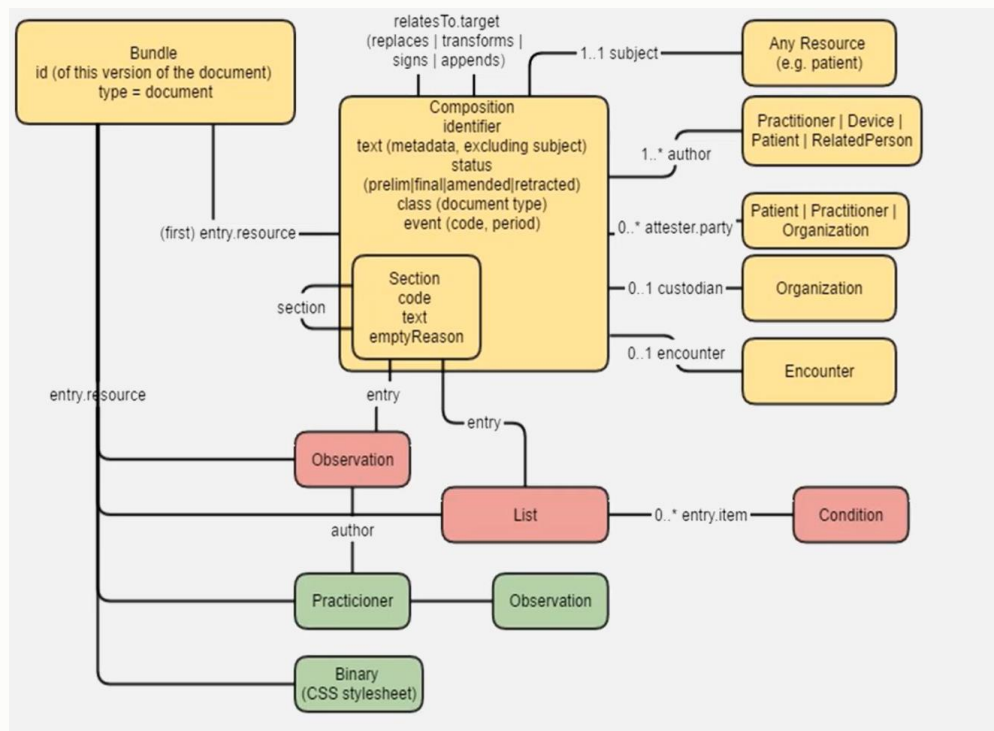 Bundle
id (of this version of the document)
type = document
relatesTo.target
(replaces | transforms |
signs | appends)
1..1 subject
Any Resource
(e.g. patient)
Composition
identifier
text (metadata, excluding subject)
status
(prelim|final|amended|retracted)
class (document type)
event (code, period)
1..* author
Practitioner | Device |
Patient | RelatedPerson
(first) entry.resource
0..* attester.party
Patient | Practitioner |
Organization
section
Section
code
text
emptyReason
0..1 custodian
Organization
0..1 encounter
Encounter
entry.resource
entry
entry
Observation
List
0..* entry.item
Condition
author
Practicioner
Observation
Binary
(CSS stylesheet)